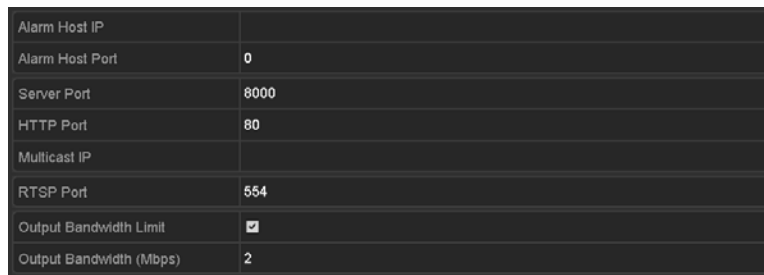 Alarm Host IP
Alarm Host Port 0
Server Port 8000
HTTP Port 80
Multicast IP
RTSP Port 554
Output Bandwidth Limit
Output Bandwidth (Mbps) 2